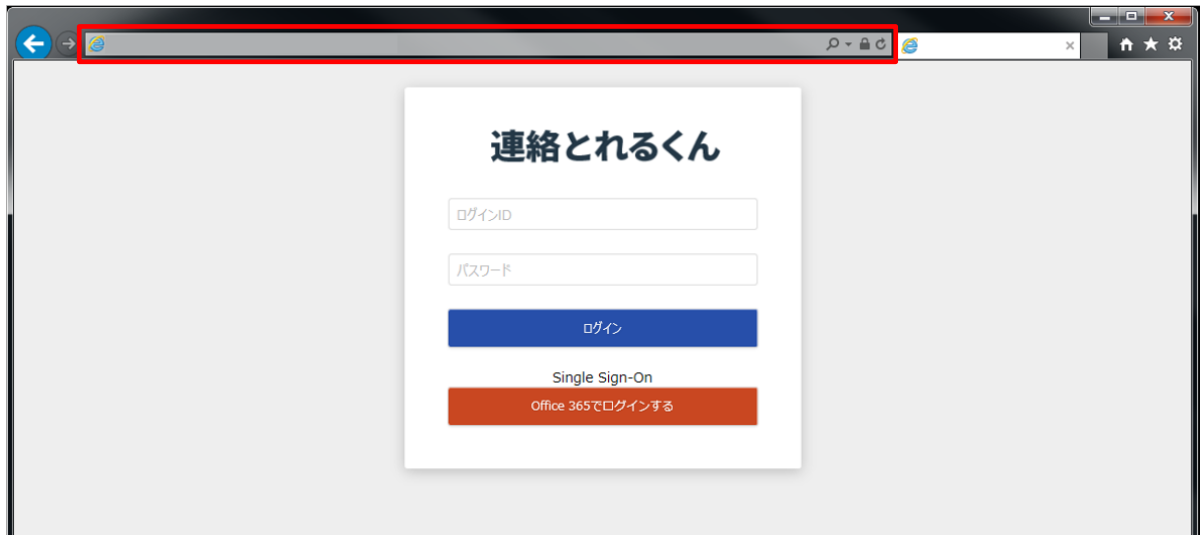 連絡とれるくん
ログインID
パスワード
ログイン
Single Sign-On
Office 365でログインする